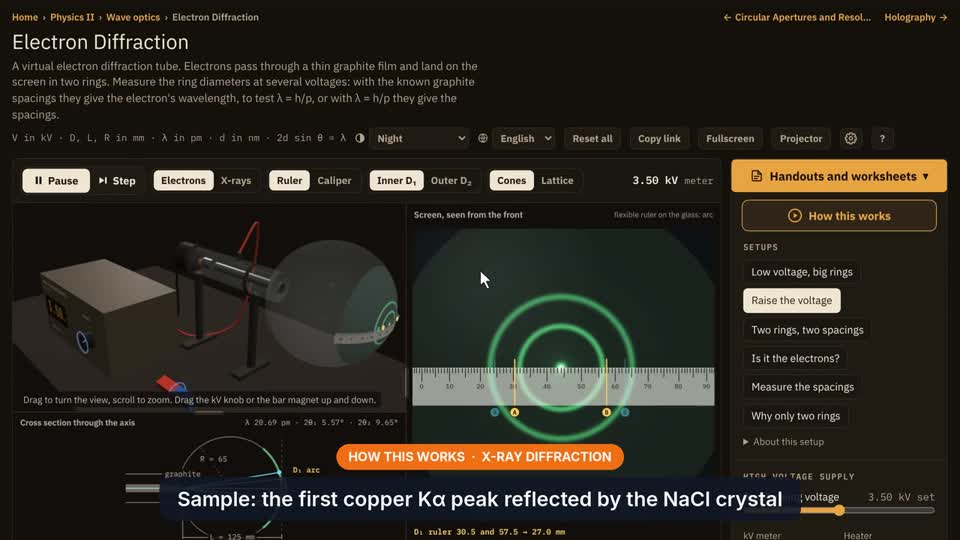 Home › Physics II › Wave optics › Electron Diffraction
← Circular Apertures and Resol... Holography →
Electron Diffraction
A virtual electron diffraction tube. Electrons pass through a thin graphite film and land on the
screen in two rings. Measure the ring diameters at several voltages: with the known graphite
spacings they give the electron's wavelength, to test λ = h/p, or with λ = h/p they give the
spacings.
V in kV · D, L, R in mm · λ in pm · d in nm · 2d sin θ = λ
Night English Reset all Copy link Fullscreen Projector ?
Pause Step Electrons X-rays Ruler Caliper Inner D₁ Outer D₂ Cones Lattice 3.50 kV meter
Handouts and worksheets ▾
How this works
SETUPS
Low voltage, big rings
Raise the voltage
Two rings, two spacings
Is it the electrons?
Measure the spacings
Why only two rings
▶ About this setup
HIGH VOLTAGE SUPPLY
voltage 3.50 kV set
kV meter Heater
Drag to turn the view, scroll to zoom. Drag the kV knob or the bar magnet up and down.
Screen, seen from the front flexible ruler on the glass: arc
0 10 20 30 40 50 60 70 80 90
A B
Cross section through the axis λ 20.69 pm · 2θ₁ 5.57° · 2θ₂ 9.65°
R = 65
graphite
D₁ arc
L = 125 mm
D₁ ruler 30.5 and 57.5 → 27.0 mm
HOW THIS WORKS · X-RAY DIFFRACTION
Sample: the first copper Kα peak reflected by the NaCl crystal